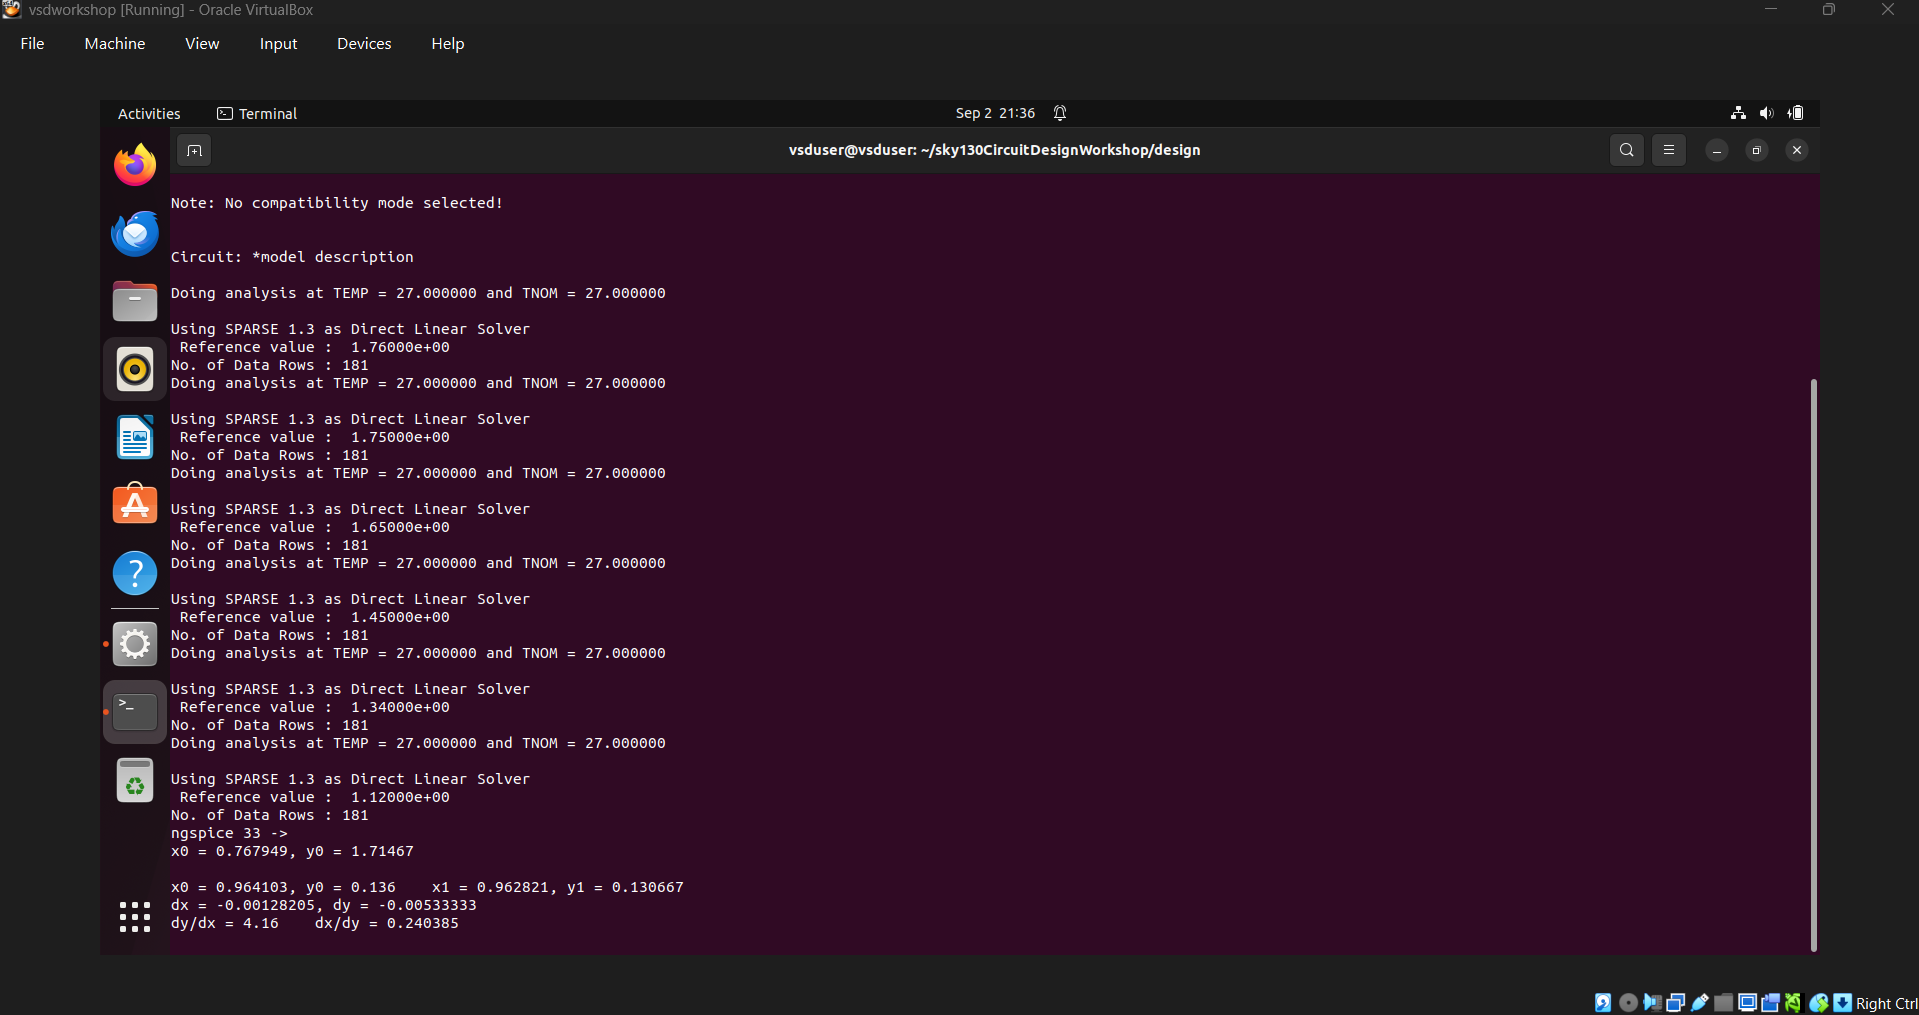 vsdworkshop [Running] - Oracle VirtualBox
File Machine View Input Devices Help
Activities Terminal Sep 2 21:36
vsduser@vsduser: ~/sky130CircuitDesignWorkshop/design
Note: No compatibility mode selected!
Circuit: *model description
Doing analysis at TEMP = 27.000000 and TNOM = 27.000000
Using SPARSE 1.3 as Direct Linear Solver
Reference value : 1.76000e+00
No. of Data Rows : 181
Doing analysis at TEMP = 27.000000 and TNOM = 27.000000
Using SPARSE 1.3 as Direct Linear Solver
Reference value : 1.75000e+00
No. of Data Rows : 181
Doing analysis at TEMP = 27.000000 and TNOM = 27.000000
Using SPARSE 1.3 as Direct Linear Solver
Reference value : 1.65000e+00
No. of Data Rows : 181
Doing analysis at TEMP = 27.000000 and TNOM = 27.000000
Using SPARSE 1.3 as Direct Linear Solver
Reference value : 1.45000e+00
No. of Data Rows : 181
Doing analysis at TEMP = 27.000000 and TNOM = 27.000000
Using SPARSE 1.3 as Direct Linear Solver
Reference value : 1.34000e+00
No. of Data Rows : 181
Doing analysis at TEMP = 27.000000 and TNOM = 27.000000
Using SPARSE 1.3 as Direct Linear Solver
Reference value : 1.12000e+00
No. of Data Rows : 181
ngspice 33 ->
x0 = 0.767949, y0 = 1.71467
x0 = 0.964103, y0 = 0.136 x1 = 0.962821, y1 = 0.130667
dx = -0.00128205, dy = -0.00533333
dy/dx = 4.16 dx/dy = 0.240385
Right Ctrl